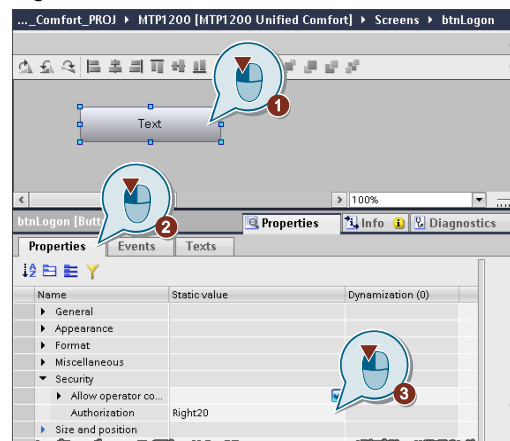 ..._Comfort_PROJ ▸ MTP1200 [MTP1200 Unified Comfort] ▸ Screens ▸ btnLogon
Text
1
100%
btnLogon [Butt
2
Properties
Info
Diagnostics
Properties
Events
Texts
Name
Static value
Dynamization (0)
General
Appearance
Format
Miscellaneous
Security
Allow operator co...
3
Authorization
Right20
Size and position